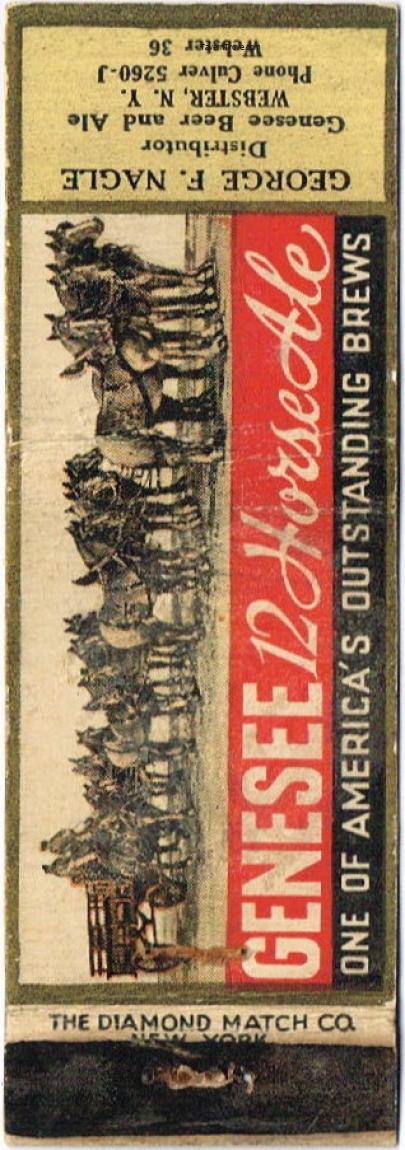 GEORGE F. NAGLE
Distributor
Genesee Beer and Ale
WEBSTER, N. Y.
Phone Culver 5260-J
Webster 36
GENESEE 12 Horse Ale
ONE OF AMERICA'S OUTSTANDING BREWS
THE DIAMOND MATCH CO.
NEW YORK